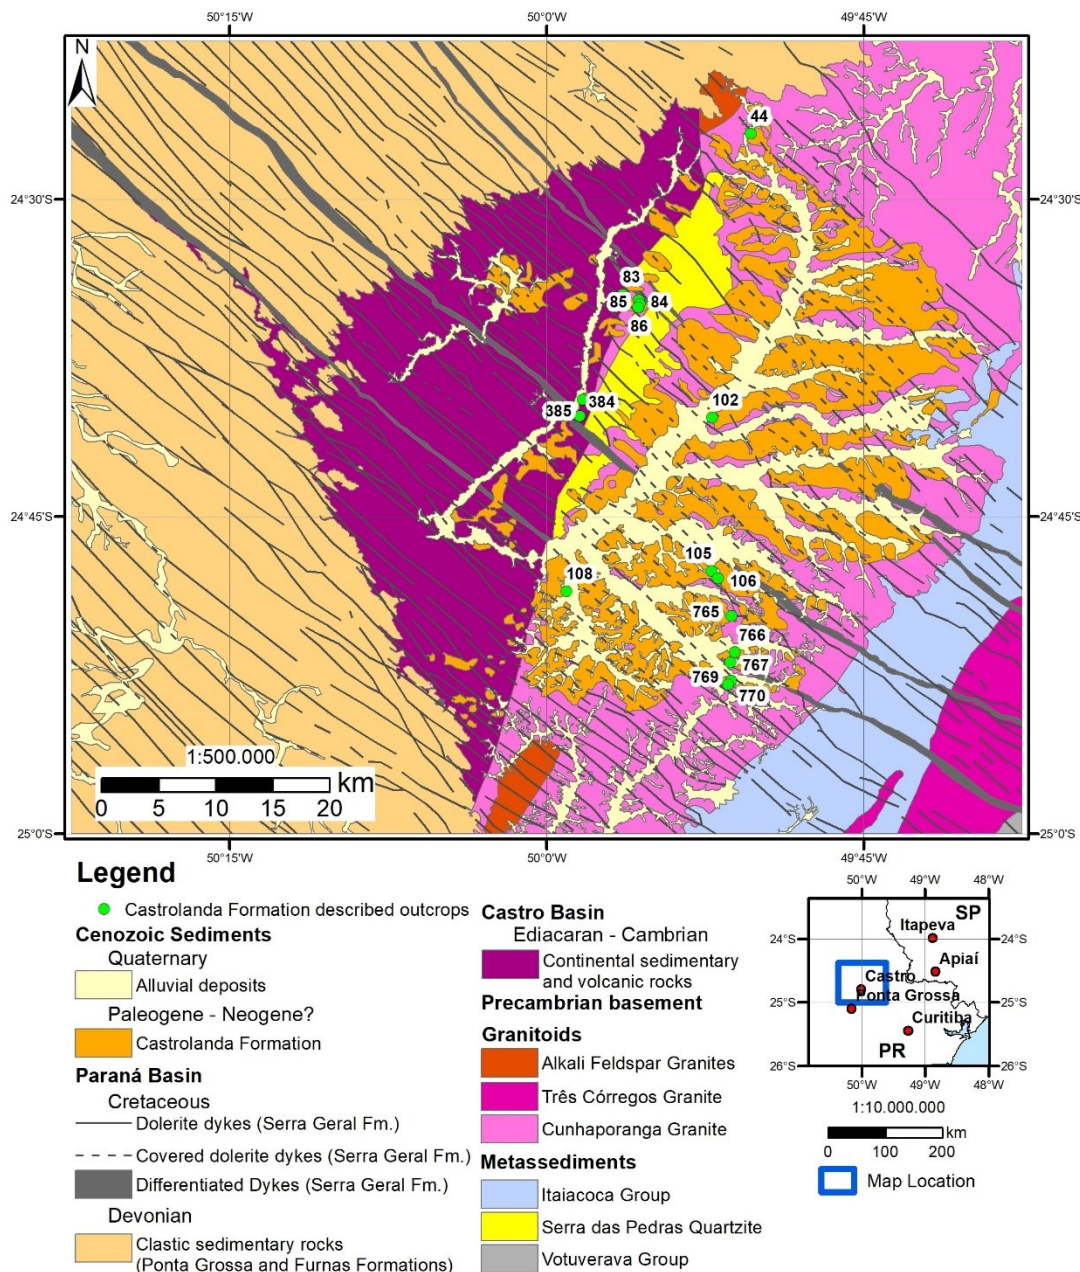 50°15'W
50°0'W
49°45'W
N
44
24°30'S
24°30'S
83
85
84
86
384
385
102
24°45'S
24°45'S
105
106
108
765
766
767
769
770
1:500.000
km
0 5 10 15 20
25°0'S
25°0'S
50°15'W
50°0'W
49°45'W
Legend
Castrolanda Formation described outcrops
Cenozoic Sediments
Quaternary
Alluvial deposits
Paleogene - Neogene?
Castrolanda Formation
Paraná Basin
Cretaceous
Dolerite dykes (Serra Geral Fm.)
Covered dolerite dykes (Serra Geral Fm.)
Differentiated Dykes (Serra Geral Fm.)
Devonian
Clastic sedimentary rocks
(Ponta Grossa and Furnas Formations)
Castro Basin
Ediacaran - Cambrian
Continental sedimentary
and volcanic rocks
Precambrian basement
Granitoids
Alkali Feldspar Granites
Três Córregos Granite
Cunhaporanga Granite
Metassediments
Itaiacoca Group
Serra das Pedras Quartzite
Votuverava Group
50°W 49°W 48°W
SP
Itapeva
24°S
24°S
Apiaí
Castro
Ponta Grossa
25°S
25°S
Curitiba
PR
26°S
26°S
50°W 49°W 48°W
1:10.000.000
km
0 100 200
Map Location